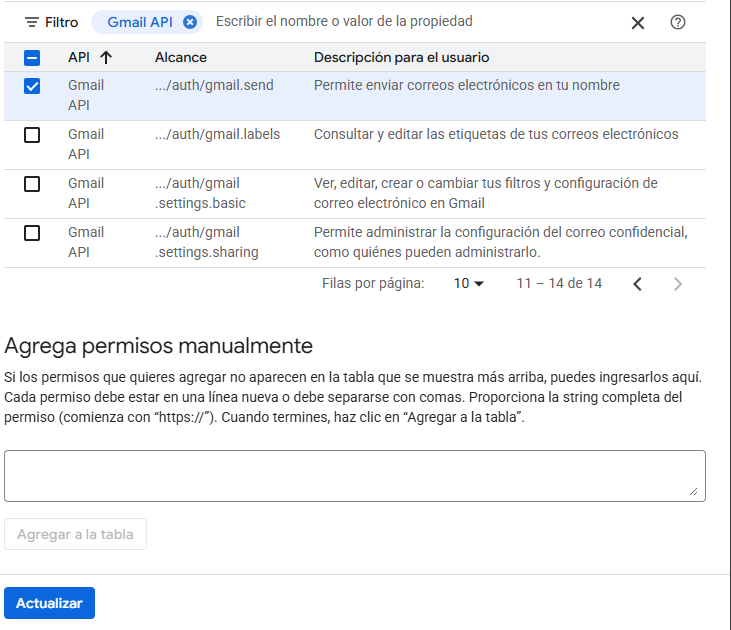 Filtro Gmail API Escribir el nombre o valor de la propiedad
API Alcance Descripción para el usuario
Gmail API .../auth/gmail.send Permite enviar correos electrónicos en tu nombre
Gmail API .../auth/gmail.labels Consultar y editar las etiquetas de tus correos electrónicos
Gmail API .../auth/gmail .settings.basic Ver, editar, crear o cambiar tus filtros y configuración de correo electrónico en Gmail
Gmail API .../auth/gmail .settings.sharing Permite administrar la configuración del correo confidencial, como quiénes pueden administrarlo.
Filas por página: 10 11 – 14 de 14
Agrega permisos manualmente
Si los permisos que quieres agregar no aparecen en la tabla que se muestra más arriba, puedes ingresarlos aquí.
Cada permiso debe estar en una línea nueva o debe separarse con comas. Proporciona la string completa del
permiso (comienza con “https://”). Cuando termines, haz clic en “Agregar a la tabla”.
Agregar a la tabla
Actualizar